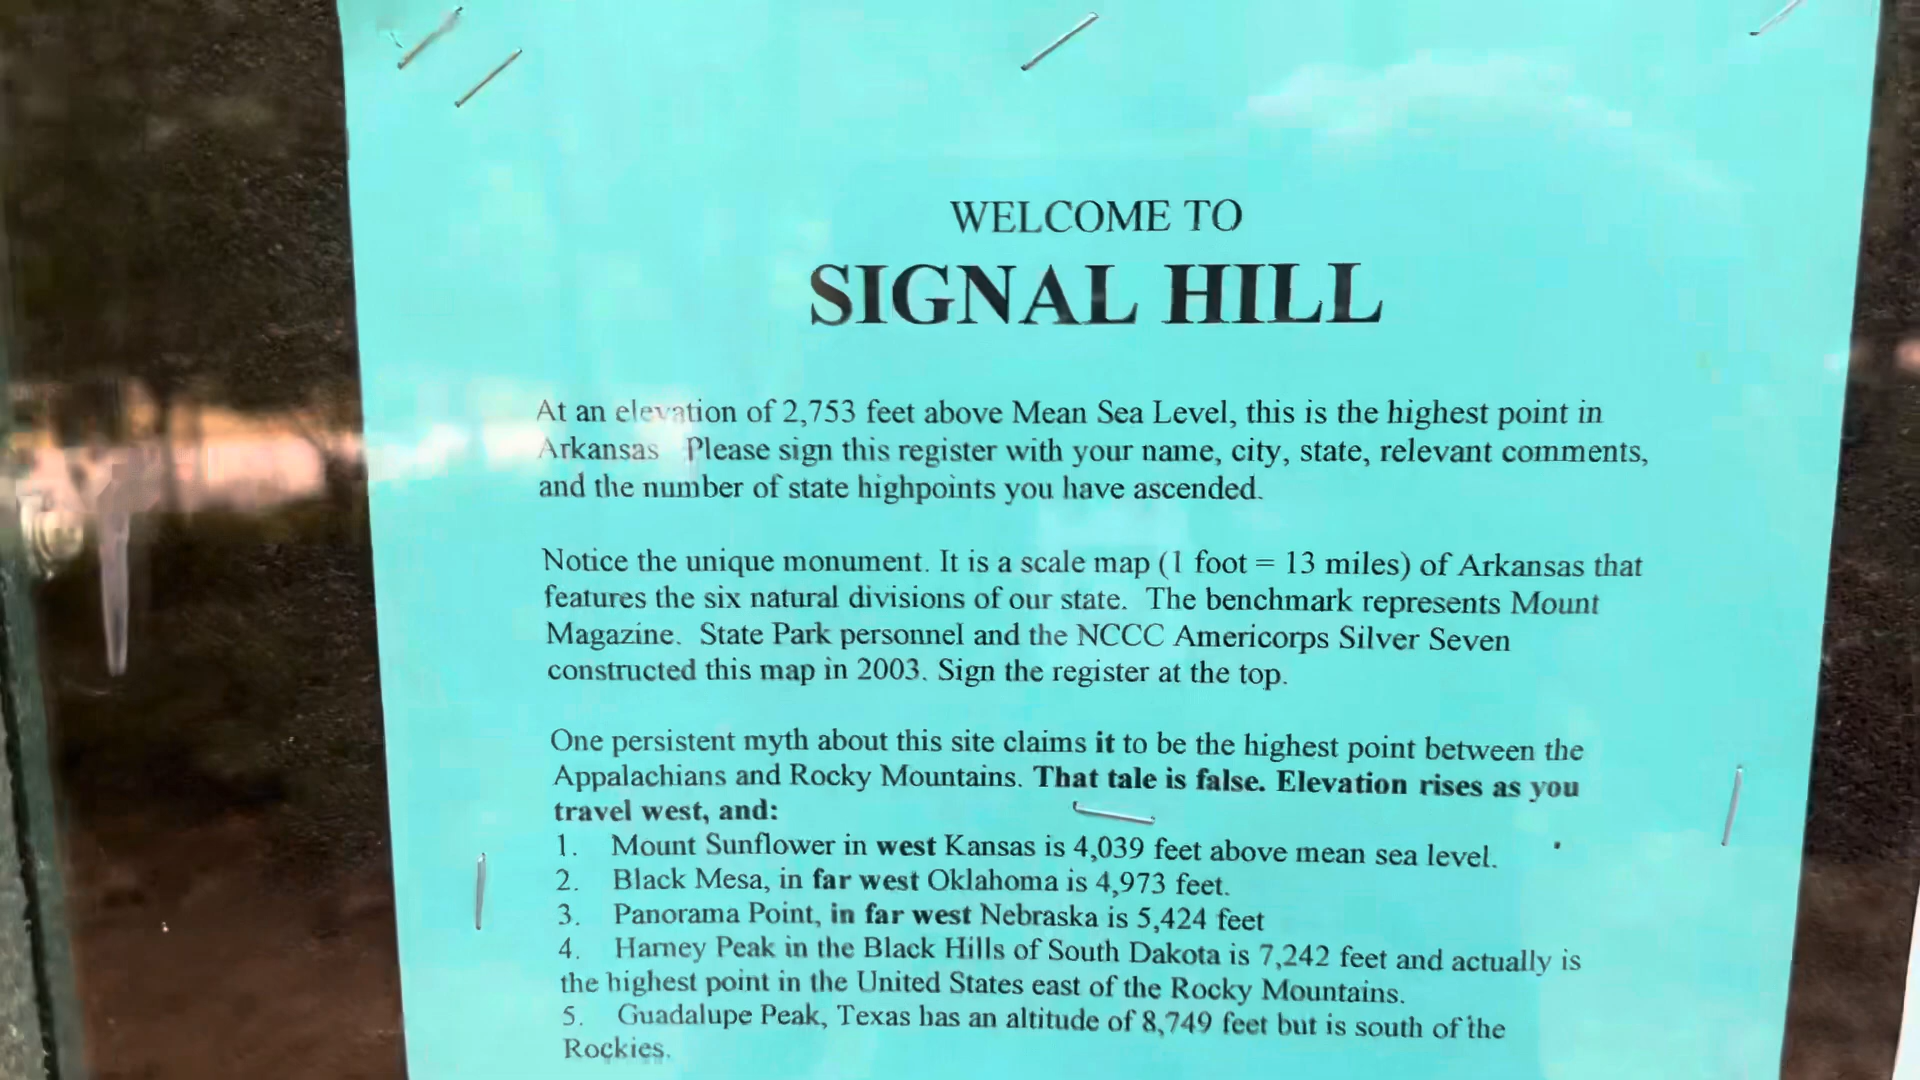 WELCOME TO
SIGNAL HILL
At an elevation of 2,753 feet above Mean Sea Level, this is the highest point in
Arkansas Please sign this register with your name, city, state, relevant comments,
and the number of state highpoints you have ascended.
Notice the unique monument. It is a scale map (1 foot = 13 miles) of Arkansas that
features the six natural divisions of our state. The benchmark represents Mount
Magazine. State Park personnel and the NCCC Americorps Silver Seven
constructed this map in 2003. Sign the register at the top.
One persistent myth about this site claims it to be the highest point between the
Appalachians and Rocky Mountains. That tale is false. Elevation rises as you
travel west, and:
1. Mount Sunflower in west Kansas is 4,039 feet above mean sea level.
2. Black Mesa, in far west Oklahoma is 4,973 feet.
3. Panorama Point, in far west Nebraska is 5,424 feet
4. Harney Peak in the Black Hills of South Dakota is 7,242 feet and actually is
the highest point in the United States east of the Rocky Mountains.
5. Guadalupe Peak, Texas has an altitude of 8,749 feet but is south of the
Rockies.